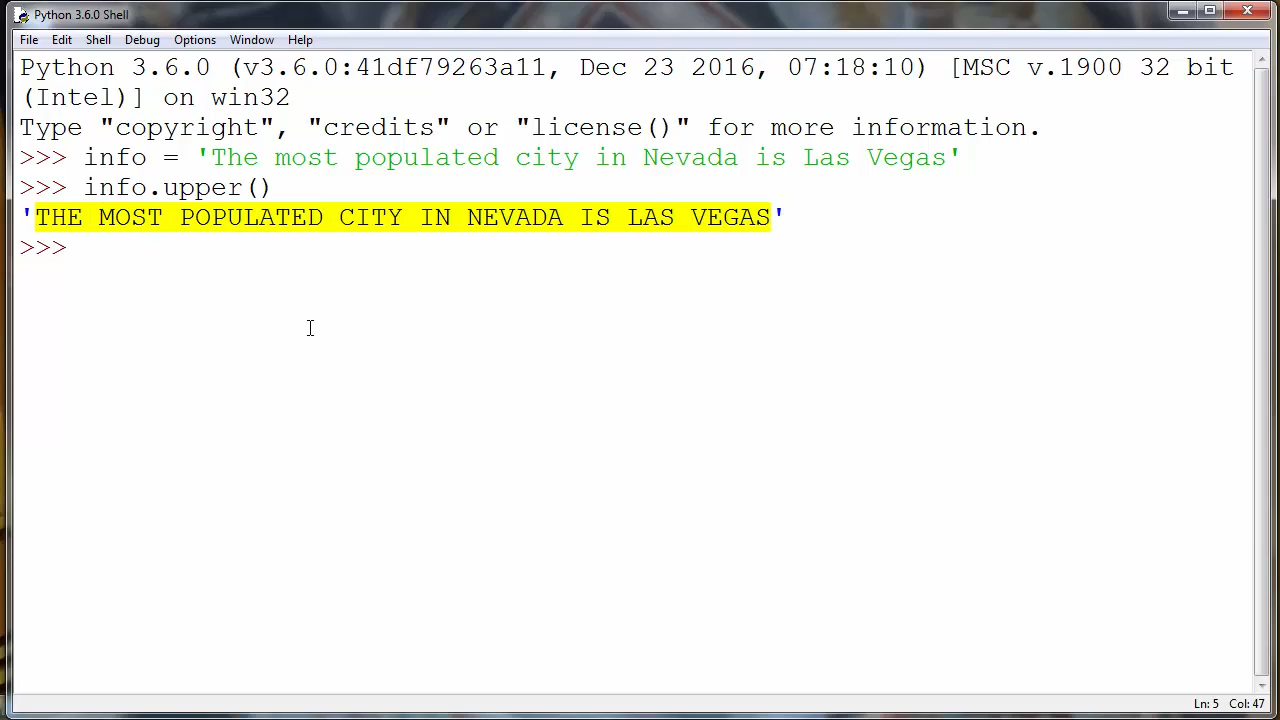 Python 3.6.0 Shell
File Edit Shell Debug Options Window Help
Python 3.6.0 (v3.6.0:41df79263a11, Dec 23 2016, 07:18:10) [MSC v.1900 32 bit
(Intel)] on win32
Type "copyright", "credits" or "license()" for more information.
>>> info = 'The most populated city in Nevada is Las Vegas'
>>> info.upper()
'THE MOST POPULATED CITY IN NEVADA IS LAS VEGAS'
>>>
Ln: 5 Col: 47